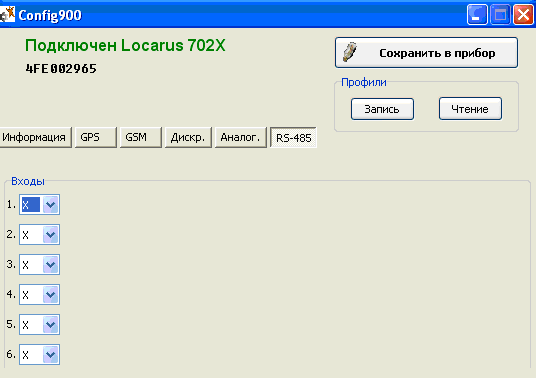 Config900
Подключен Locarus 702X
4FE002965
Сохранить в прибор
Профили
Запись
Чтение
Информация GPS GSM Дискр. Аналог. RS-485
Входы
1. X
2. X
3. X
4. X
5. X
6. X